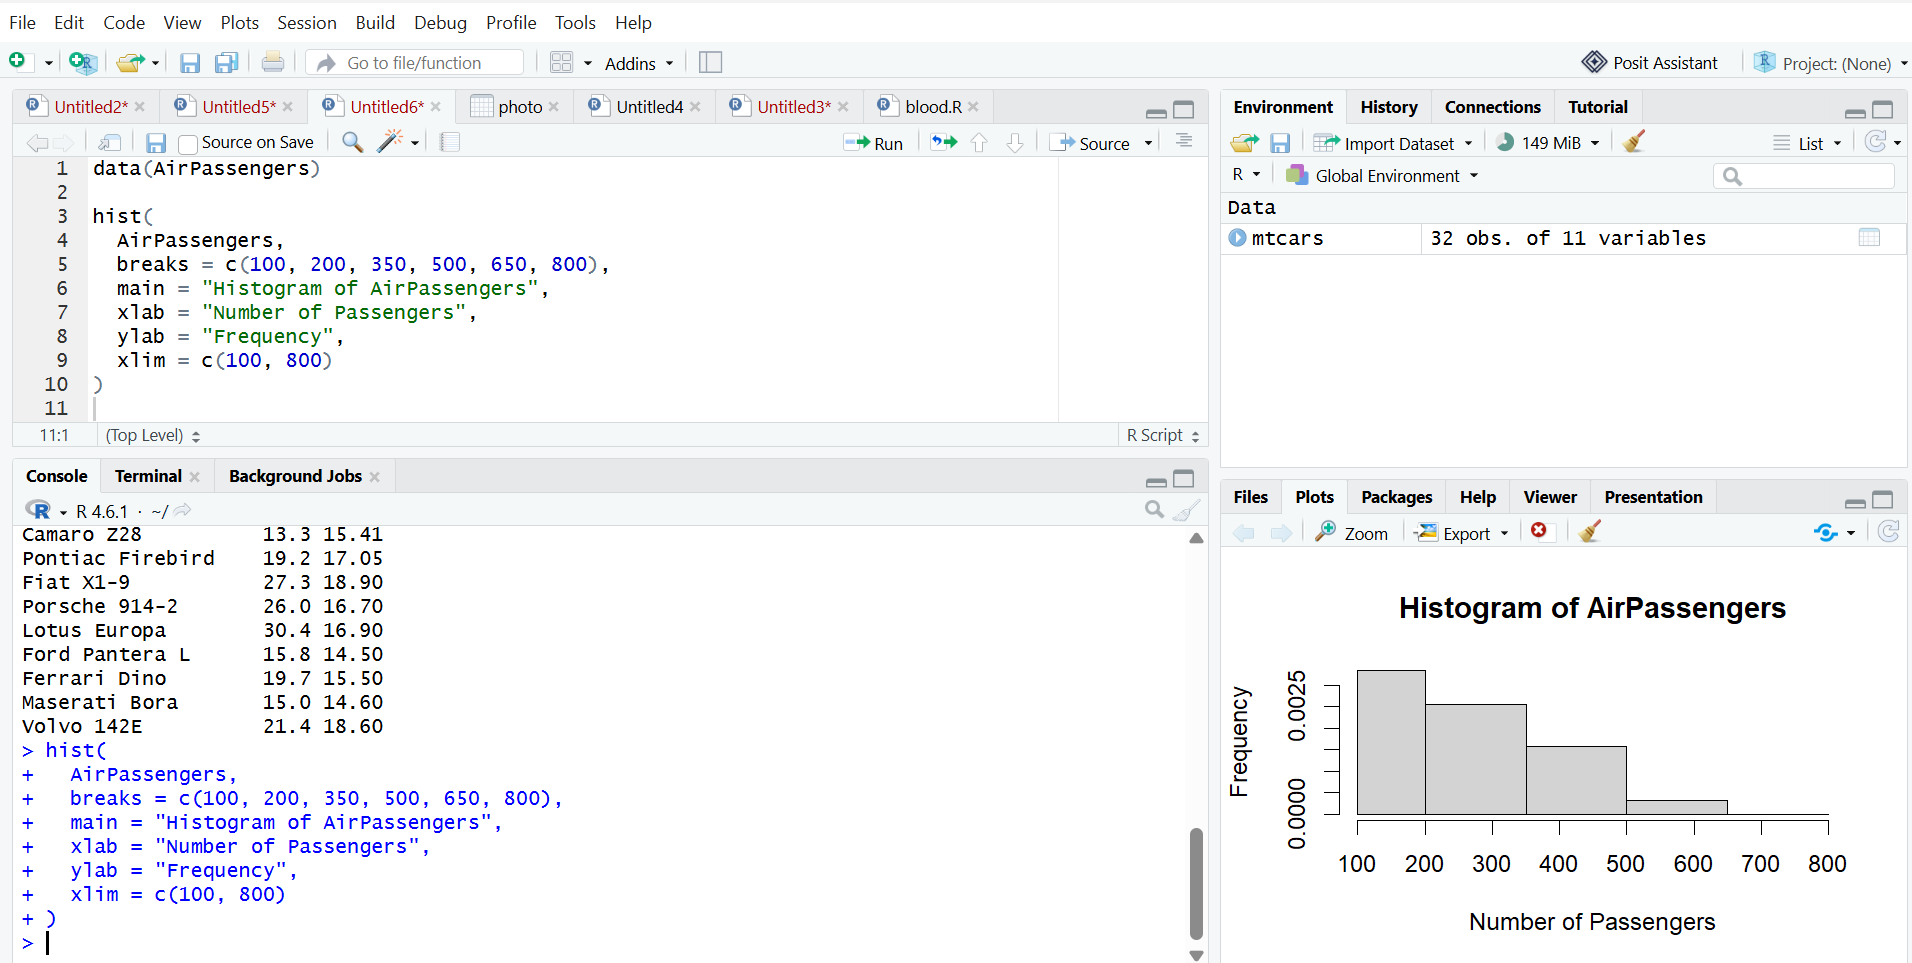 File Edit Code View Plots Session Build Debug Profile Tools Help
Go to file/function Addins Posit Assistant Project: (None)
Untitled2* Untitled5* Untitled6* photo Untitled4 Untitled3* blood.R
Source on Save Run Source
1 data(AirPassengers)
2
3 hist(
4   AirPassengers,
5   breaks = c(100, 200, 350, 500, 650, 800),
6   main = "Histogram of AirPassengers",
7   xlab = "Number of Passengers",
8   ylab = "Frequency",
9   xlim = c(100, 800)
10 )
11
11:1 (Top Level) R Script
Console Terminal Background Jobs
R 4.6.1 · ~/
Camaro Z28 13.3 15.41
Pontiac Firebird 19.2 17.05
Fiat X1-9 27.3 18.90
Porsche 914-2 26.0 16.70
Lotus Europa 30.4 16.90
Ford Pantera L 15.8 14.50
Ferrari Dino 19.7 15.50
Maserati Bora 15.0 14.60
Volvo 142E 21.4 18.60
> hist(
+   AirPassengers,
+   breaks = c(100, 200, 350, 500, 650, 800),
+   main = "Histogram of AirPassengers",
+   xlab = "Number of Passengers",
+   ylab = "Frequency",
+   xlim = c(100, 800)
+ )
>
Environment History Connections Tutorial
Import Dataset 149 MiB List
R Global Environment
Data
mtcars 32 obs. of 11 variables
Files Plots Packages Help Viewer Presentation
Zoom Export
Histogram of AirPassengers
Frequency
0.0000 0.0025
100 200 300 400 500 600 700 800
Number of Passengers